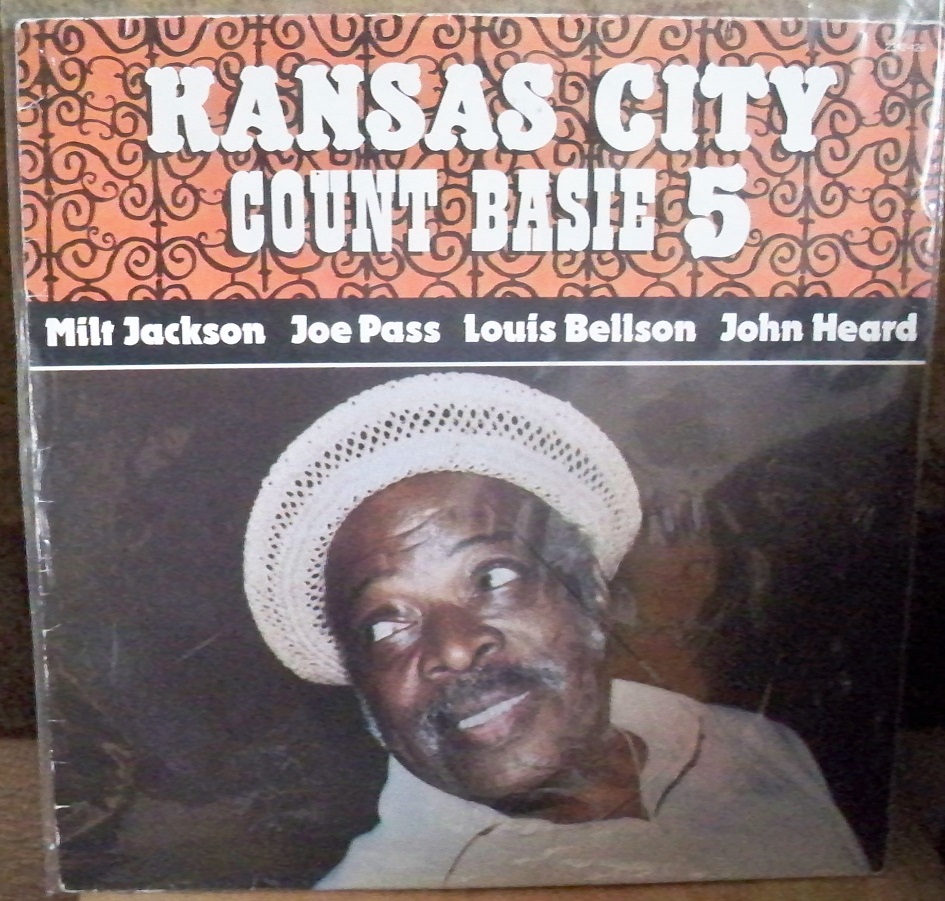 KANSAS CITY
COUNT BASIE 5
Milt Jackson Joe Pass Louis Bellson John Heard